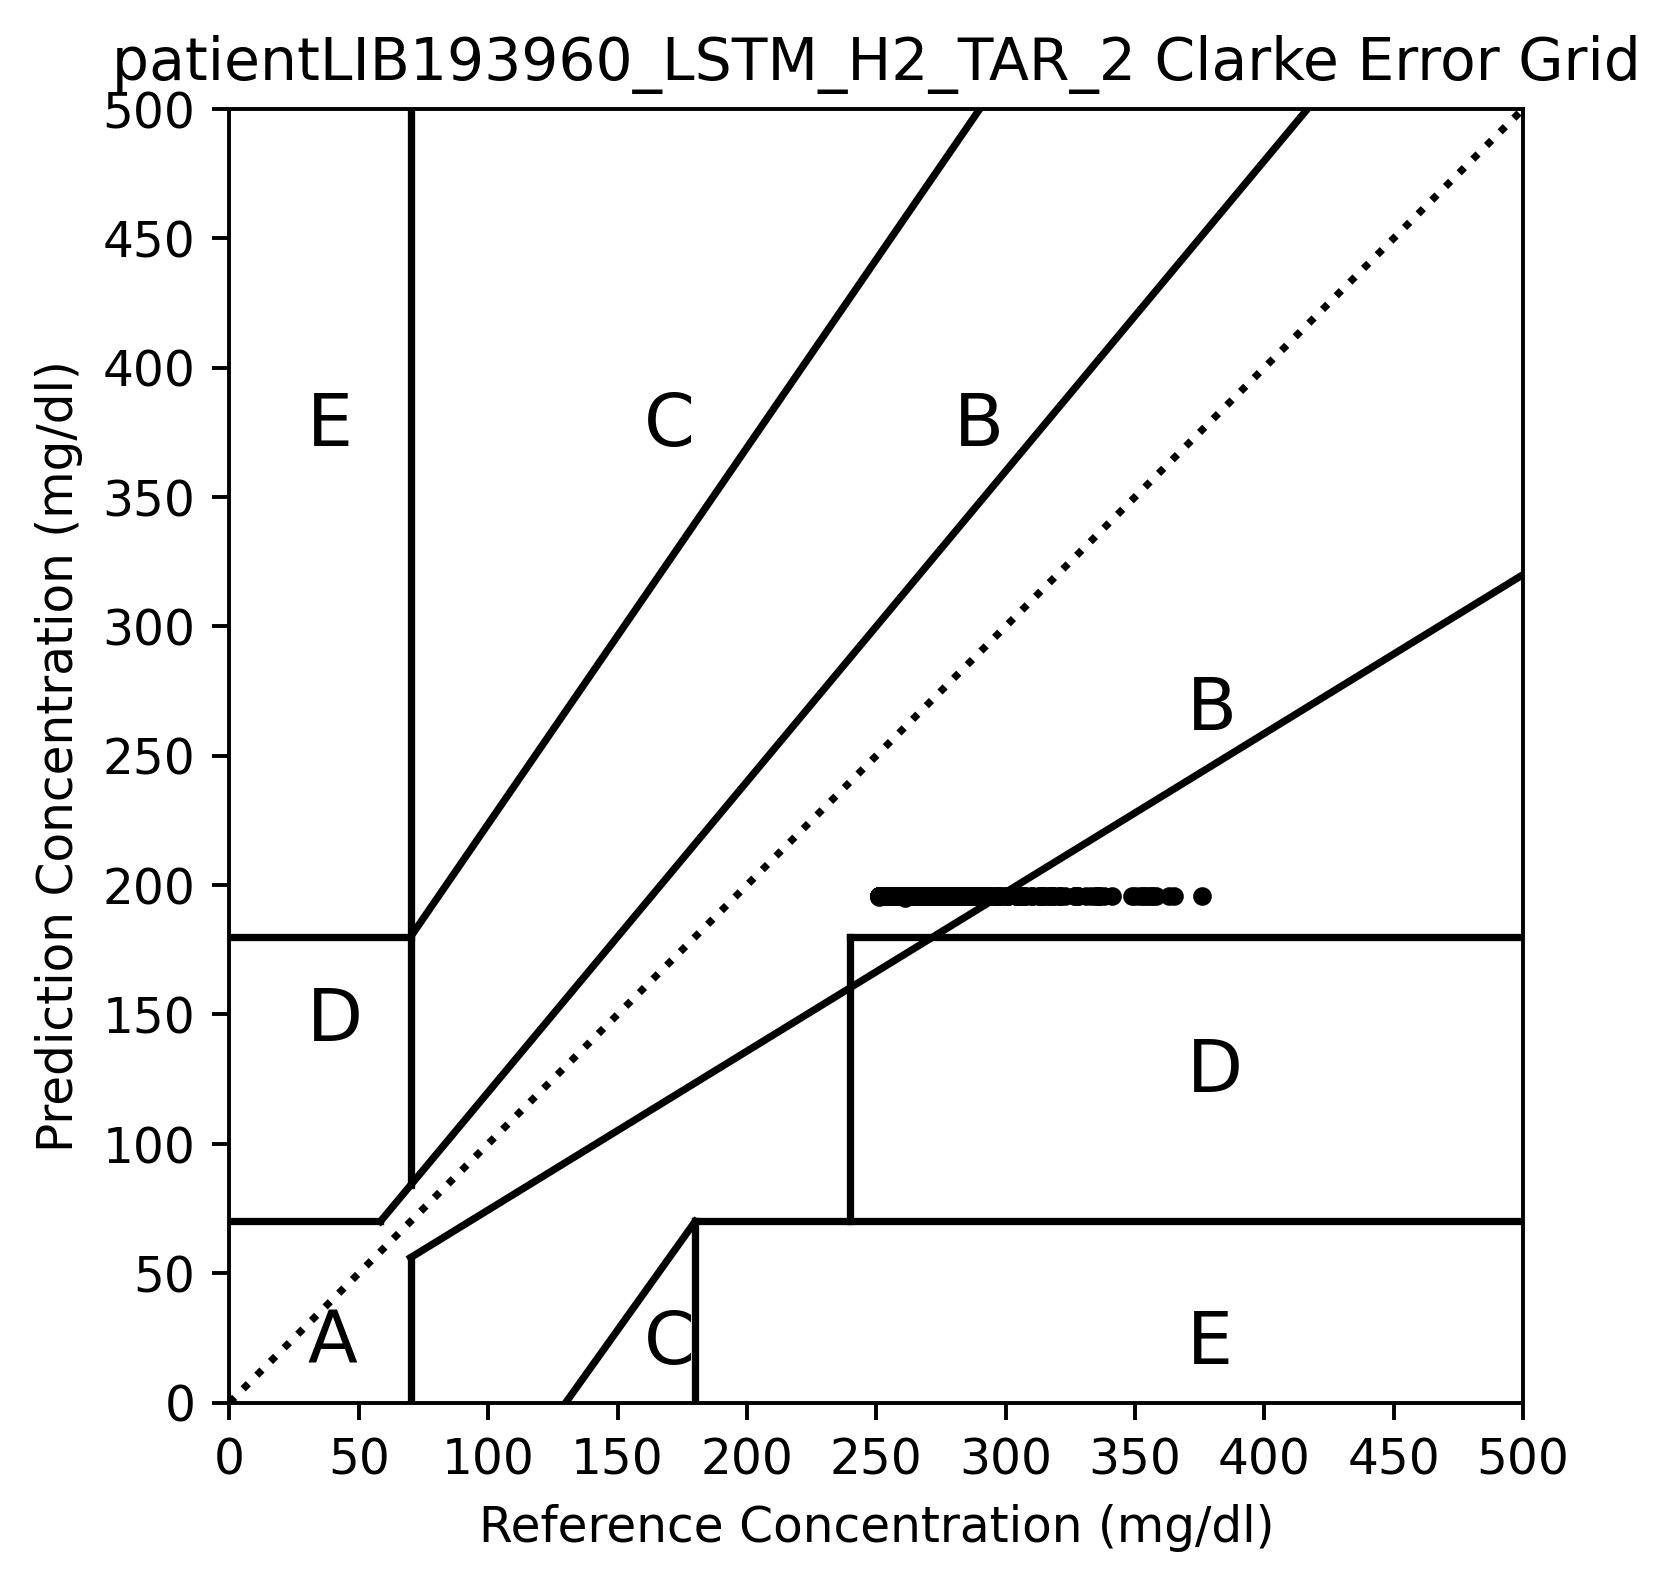 patientLIB193960_LSTM_H2_TAR_2 Clarke Error Grid
500
450
400
350
300
250
200
150
100
50
0
Prediction Concentration (mg/dl)
E
C
B
B
D
D
A
C
E
0 50 100 150 200 250 300 350 400 450 500
Reference Concentration (mg/dl)